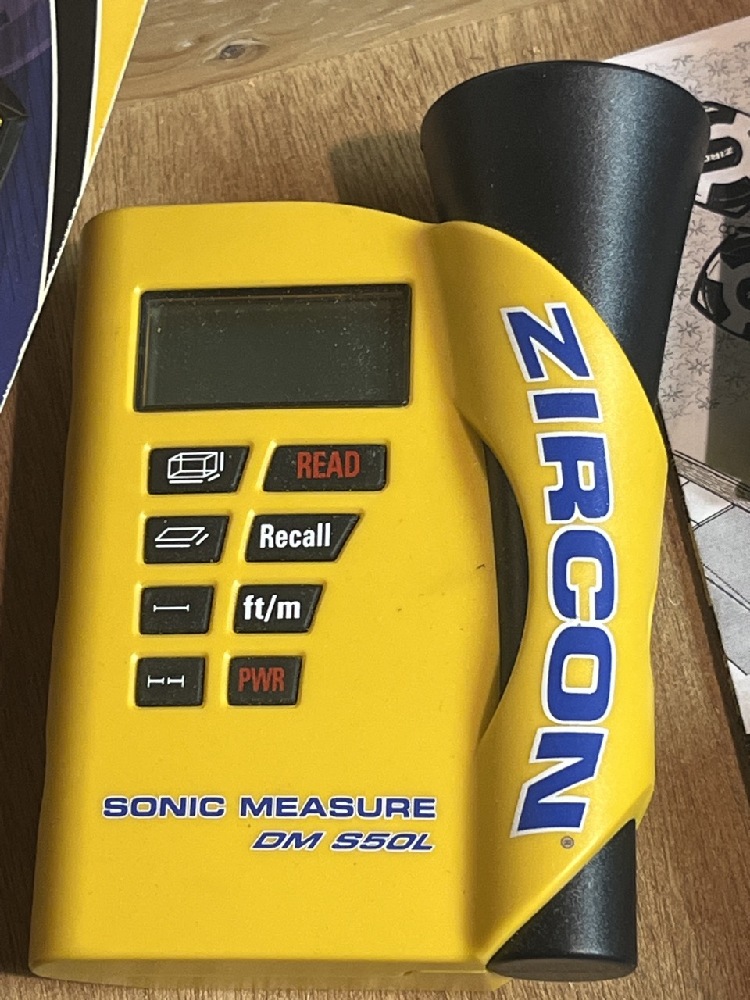 READ
Recall
ft/m
PWR
SONIC MEASURE
DM S50L
ZIRCON®